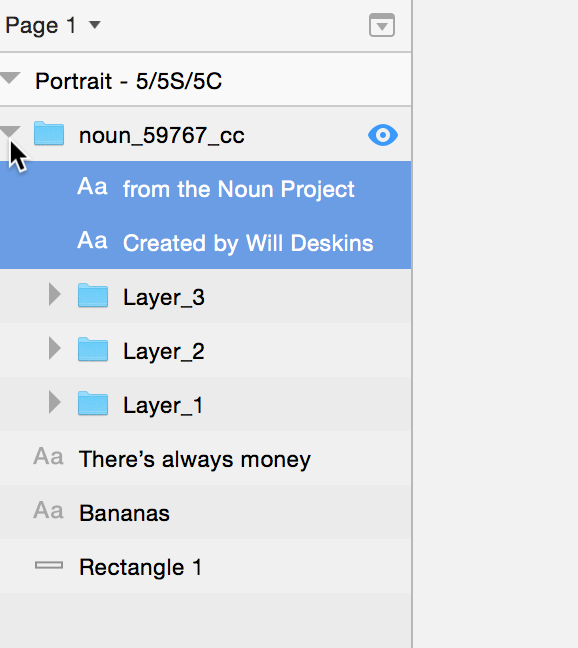 Page 1
Portrait - 5/5S/5C
noun_59767_cc
Aa from the Noun Project
Aa Created by Will Deskins
Layer_3
Layer_2
Layer_1
Aa There’s always money
Aa Bananas
Rectangle 1